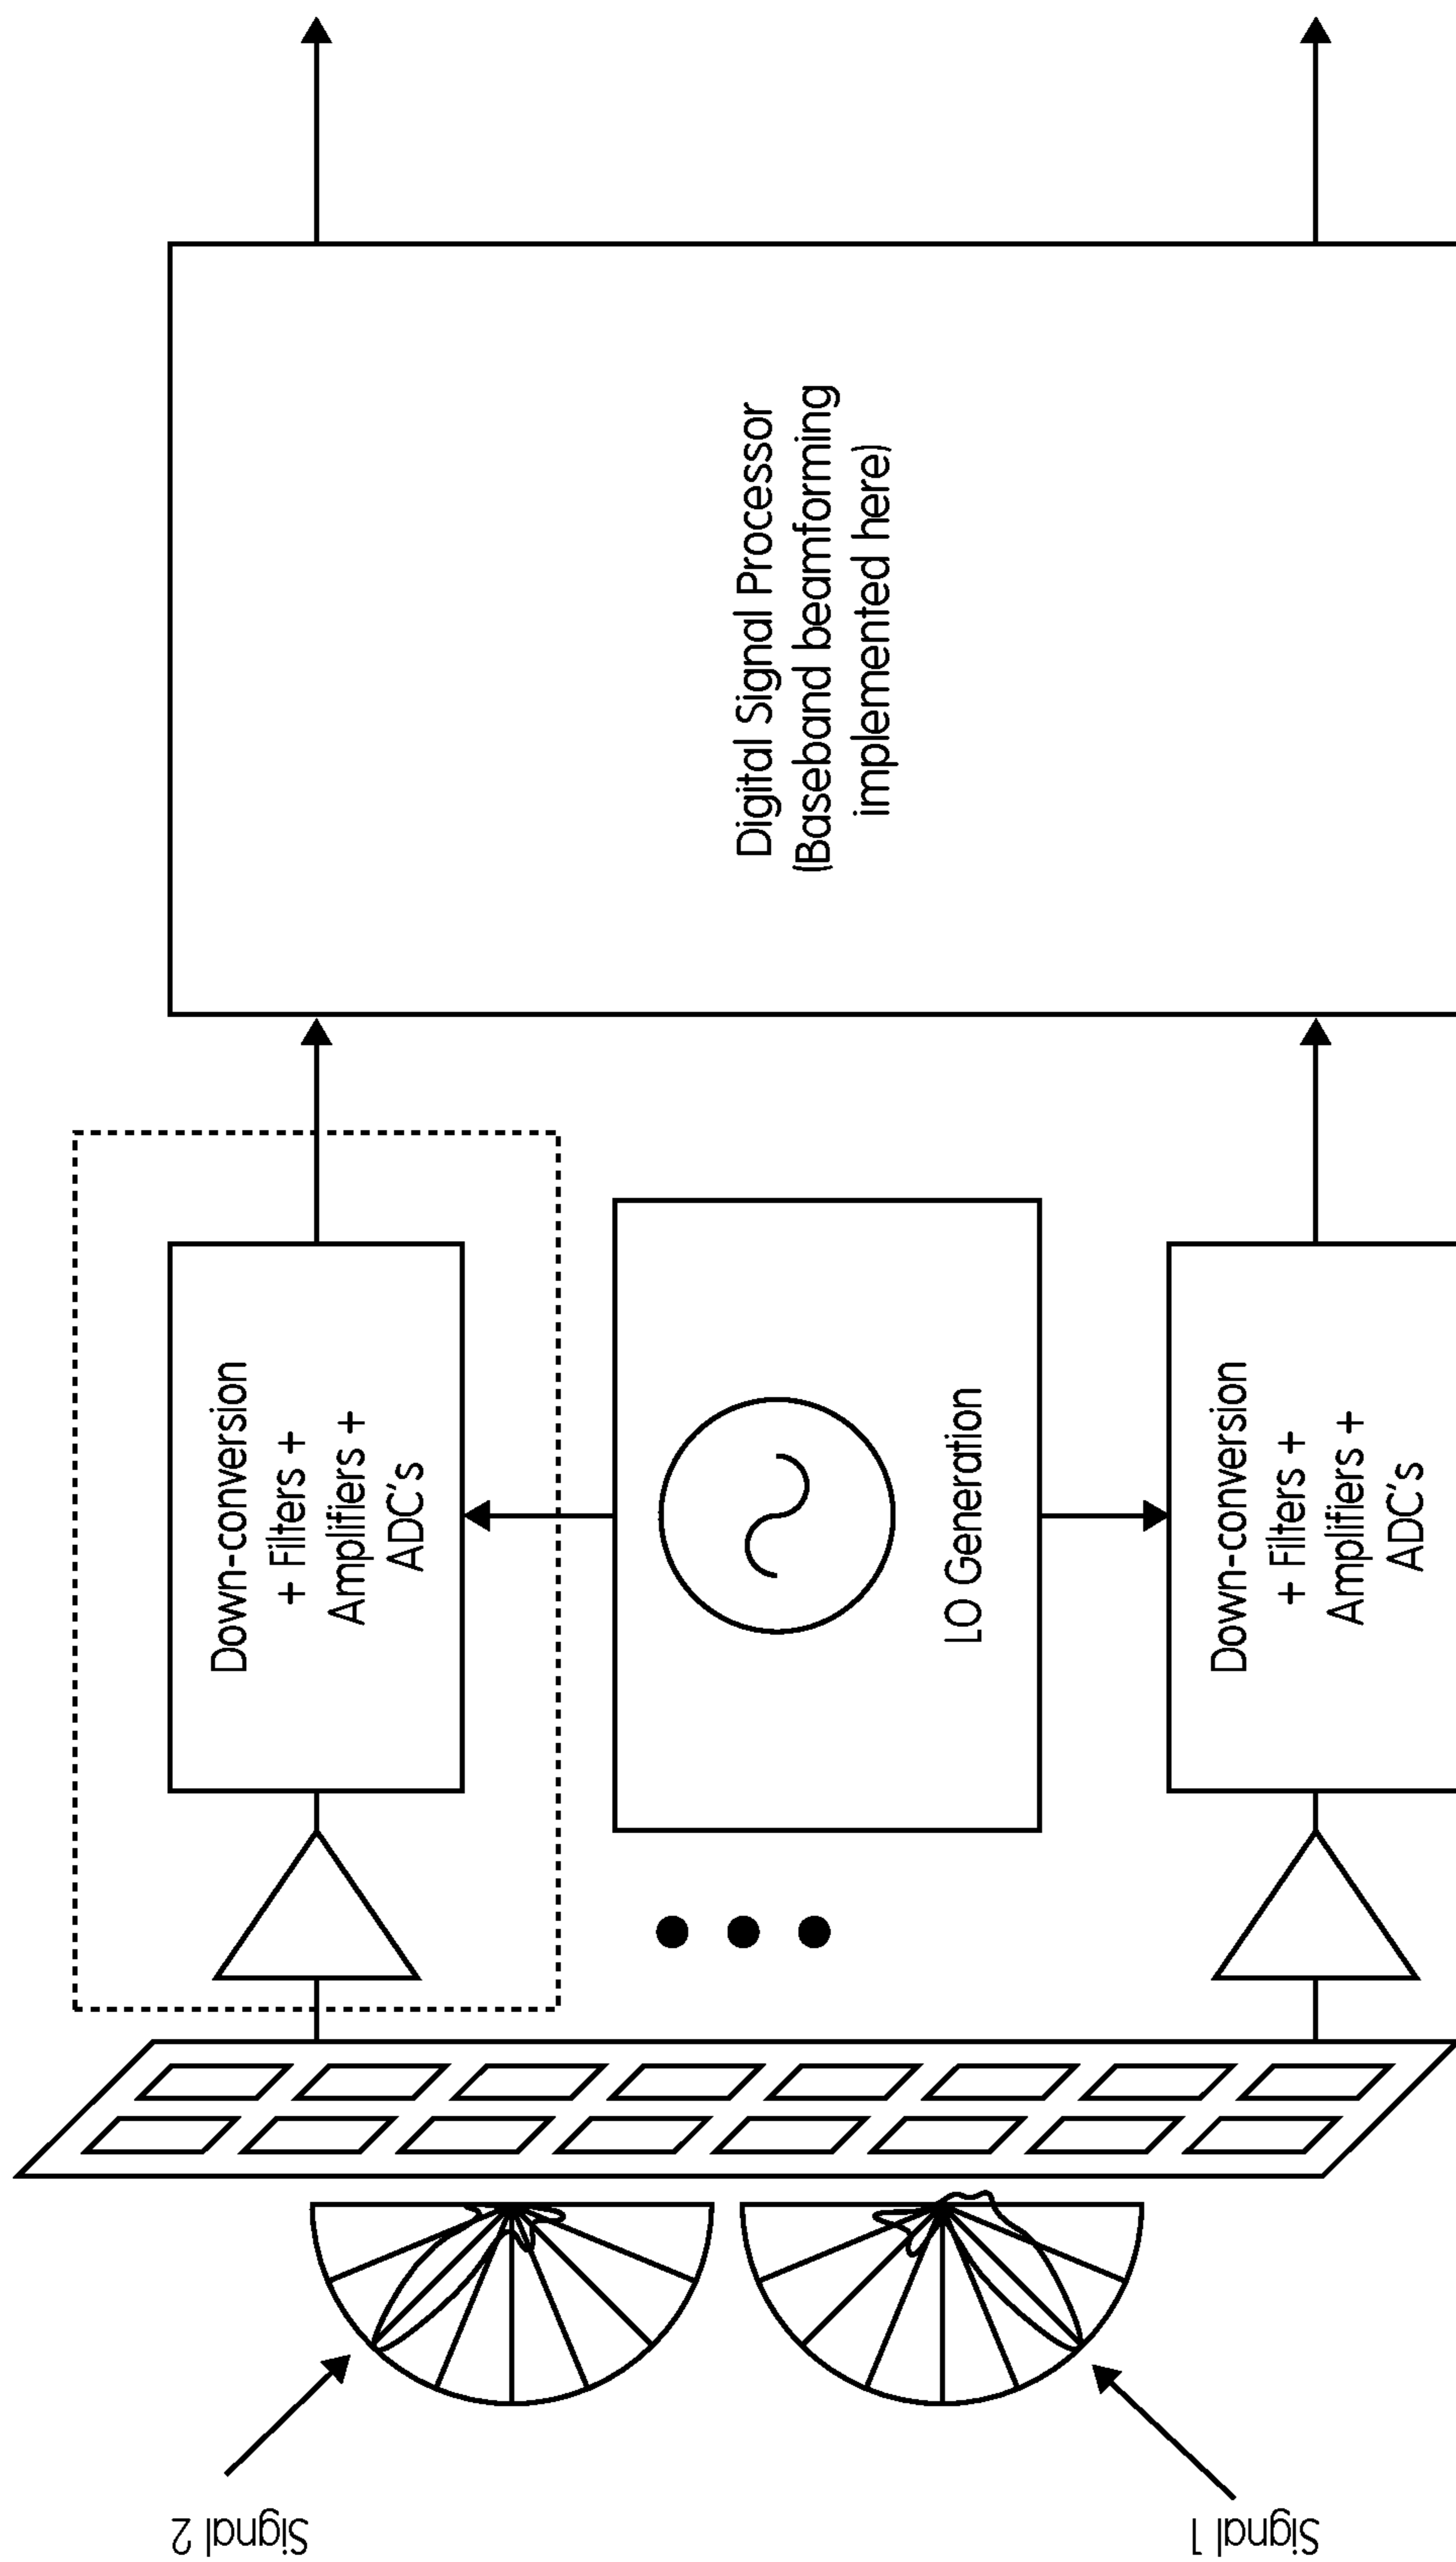 Signal 2
Signal 1
Down-conversion
+ Filters +
Amplifiers +
ADC's
LO Generation
Down-conversion
+ Filters +
Amplifiers +
ADC's
Digital Signal Processor
(Baseband beamforming
implemented here)